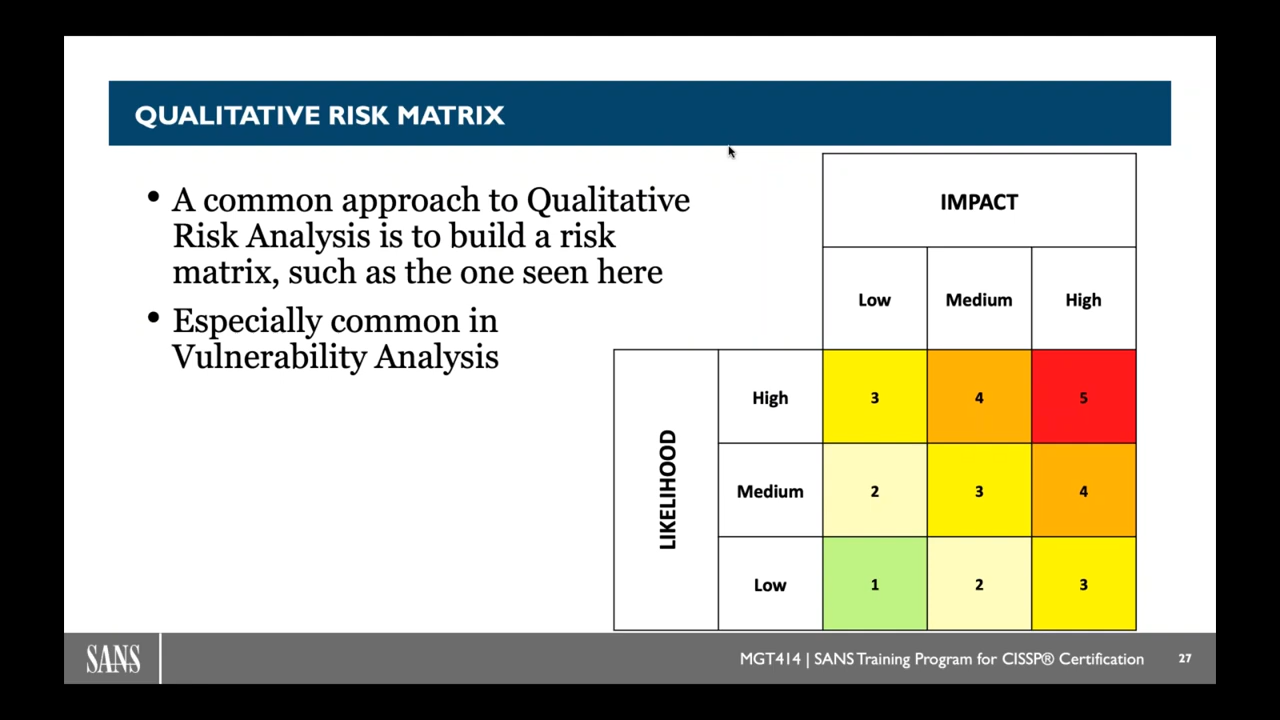 QUALITATIVE RISK MATRIX
• A common approach to Qualitative
Risk Analysis is to build a risk
matrix, such as the one seen here
• Especially common in
Vulnerability Analysis
IMPACT
Low Medium High
LIKELIHOOD
High 3 4 5
Medium 2 3 4
Low 1 2 3
SANS
MGT414 | SANS Training Program for CISSP® Certification 27